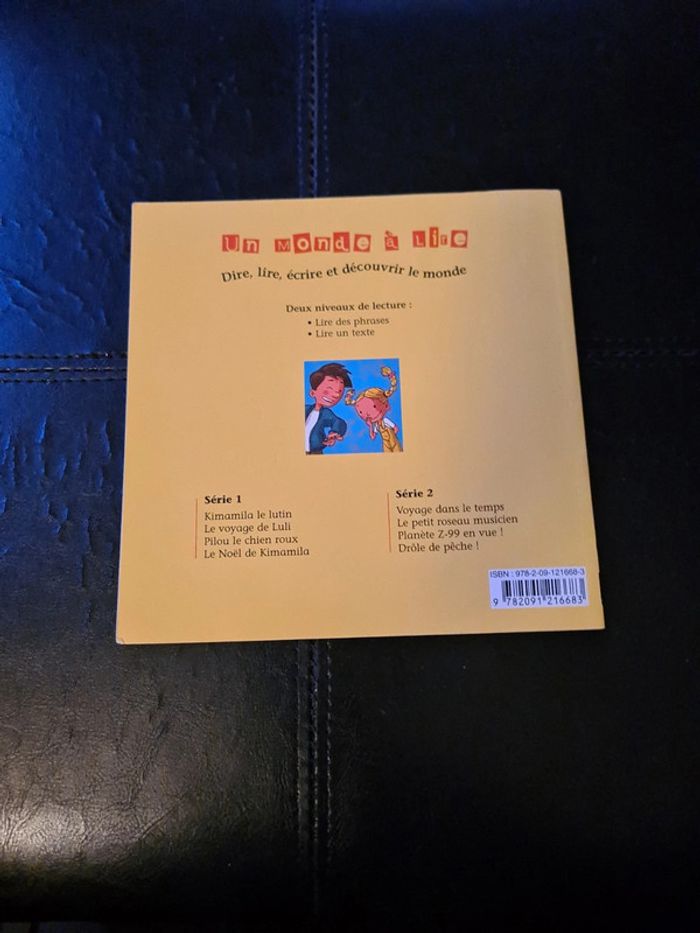 Un Monde à Lire
Dire, lire, écrire et découvrir le monde
Deux niveaux de lecture :
• Lire des phrases
• Lire un texte
Série 1
Kimamila le lutin
Le voyage de Luli
Pilou le chien roux
Le Noël de Kimamila
Série 2
Voyage dans le temps
Le petit roseau musicien
Planète Z-99 en vue !
Drôle de pêche !
ISBN : 978-2-09-121668-3
9 782091 216683